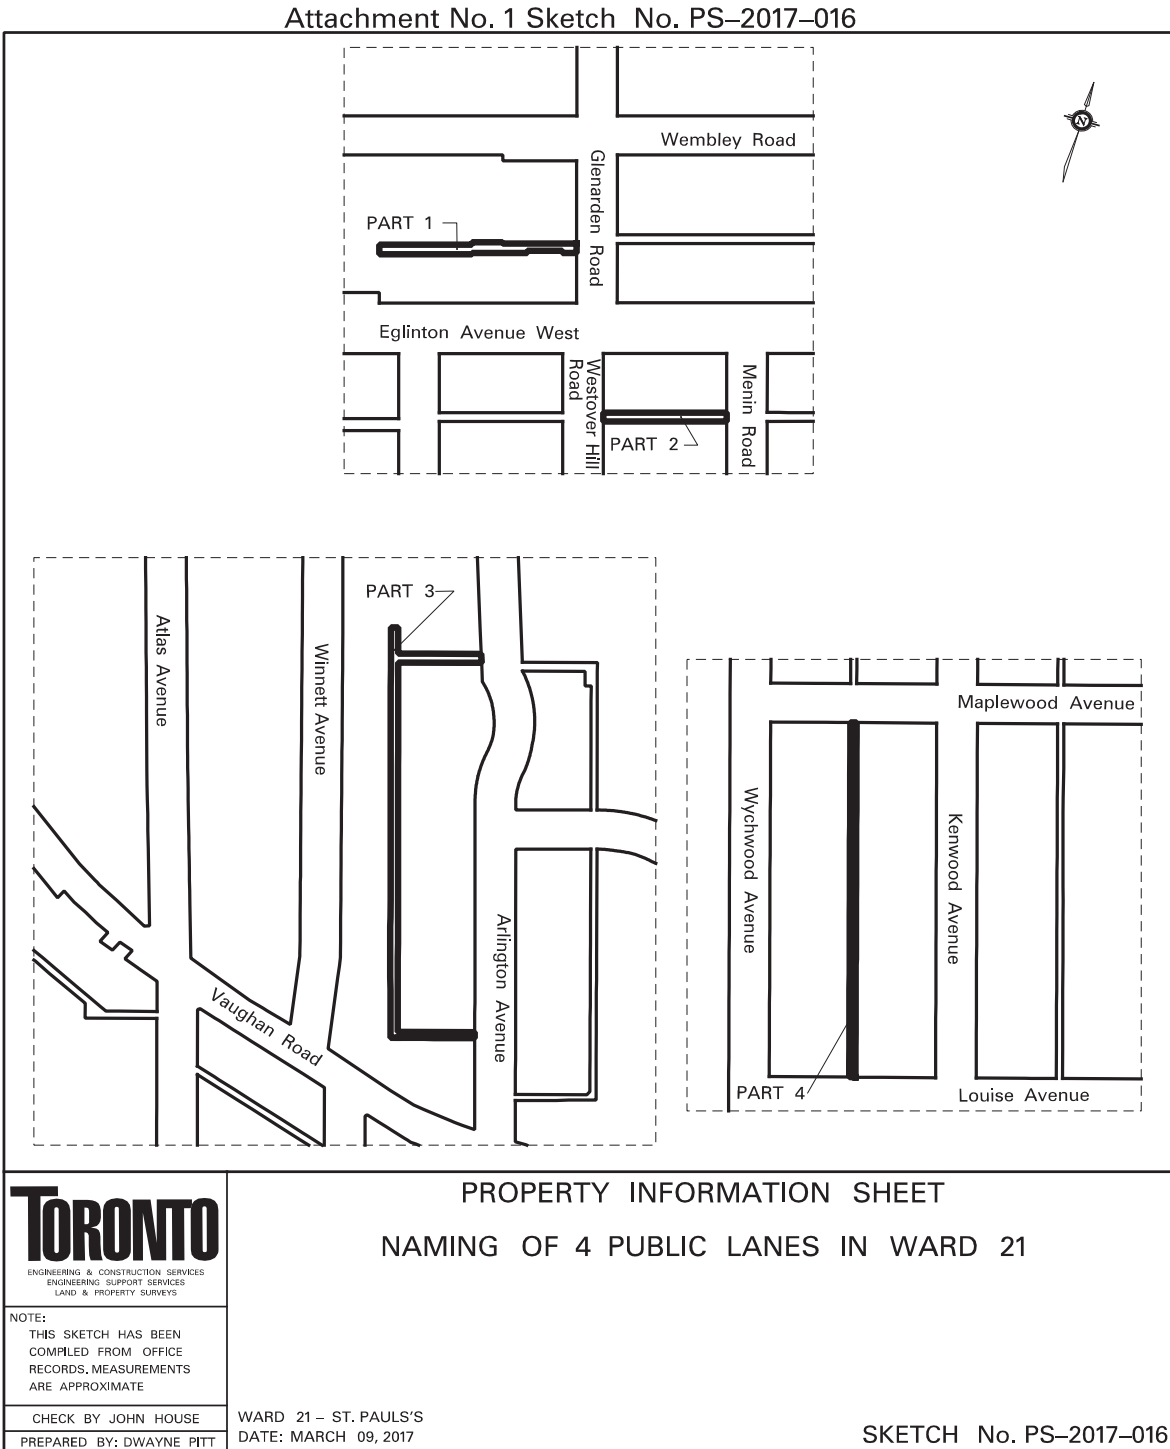 Attachment No. 1 Sketch No. PS–2017–016
N
Wembley Road
Glenarden Road
PART 1
Eglinton Avenue West
Westover Hill
Road
Menin Road
PART 2
PART 3
Atlas Avenue
Winnett Avenue
Arlington Avenue
Vaughan Road
Maplewood Avenue
Wychwood Avenue
Kenwood Avenue
PART 4
Louise Avenue
TORONTO
ENGINEERING & CONSTRUCTION SERVICES
ENGINEERING SUPPORT SERVICES
LAND & PROPERTY SURVEYS
NOTE:
THIS SKETCH HAS BEEN
COMPILED FROM OFFICE
RECORDS. MEASUREMENTS
ARE APPROXIMATE
CHECK BY JOHN HOUSE
PREPARED BY: DWAYNE PITT
PROPERTY INFORMATION SHEET
NAMING OF 4 PUBLIC LANES IN WARD 21
WARD 21 – ST. PAULS'S
DATE: MARCH 09, 2017
SKETCH No. PS–2017–016